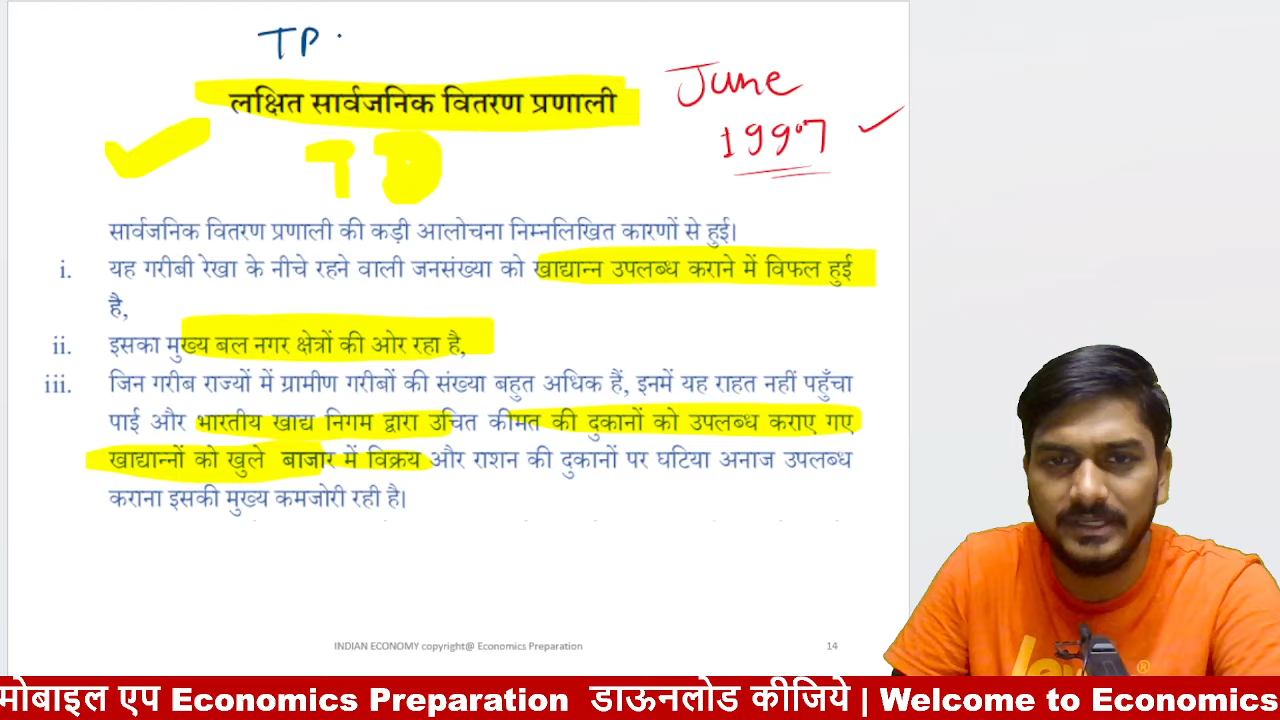 TP
लक्षित सार्वजनिक वितरण प्रणाली
June
1997
सार्वजनिक वितरण प्रणाली की कड़ी आलोचना निम्नलिखित कारणों से हुई।
i. यह गरीबी रेखा के नीचे रहने वाली जनसंख्या को खाद्यान्न उपलब्ध कराने में विफल हुई
है,
ii. इसका मुख्य बल नगर क्षेत्रों की ओर रहा है,
iii. जिन गरीब राज्यों में ग्रामीण गरीबों की संख्या बहुत अधिक हैं, इनमें यह राहत नहीं पहुँचा
पाई और भारतीय खाद्य निगम द्वारा उचित कीमत की दुकानों को उपलब्ध कराए गए
खाद्यान्नों को खुले बाजार में विक्रय और राशन की दुकानों पर घटिया अनाज उपलब्ध
कराना इसकी मुख्य कमजोरी रही है।
INDIAN ECONOMY copyright@ Economics Preparation 14
मोबाइल एप Economics Preparation डाऊनलोड कीजिये | Welcome to Economics